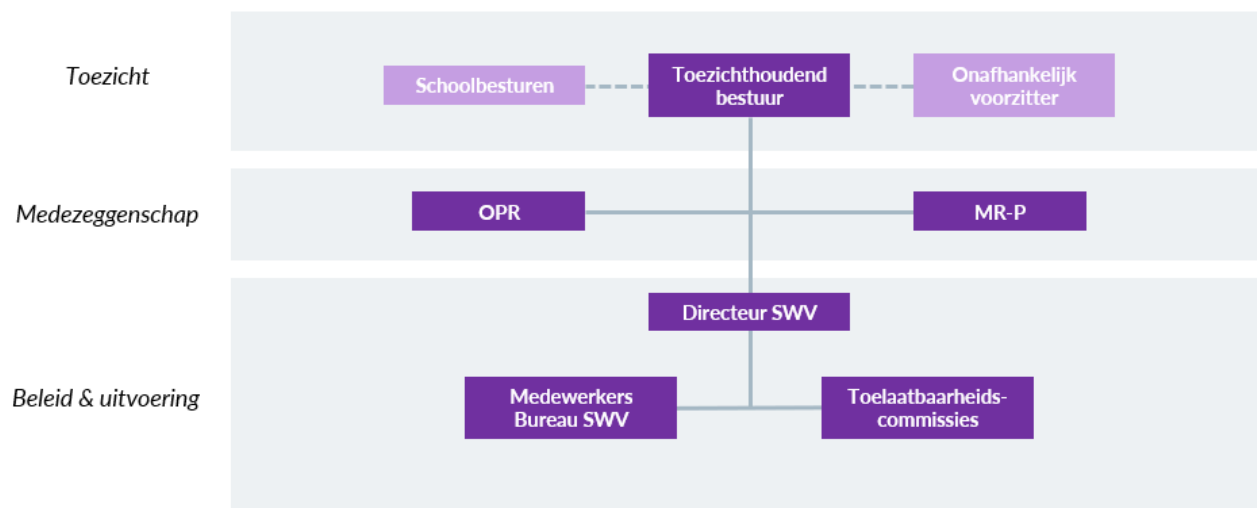 Toezicht
Schoolbesturen
Toezichthoudend
bestuur
Onafhankelijk
voorzitter
Medezeggenschap
OPR
MR-P
Beleid & uitvoering
Directeur SWV
Medewerkers
Bureau SWV
Toelaatbaarheids-
commissies